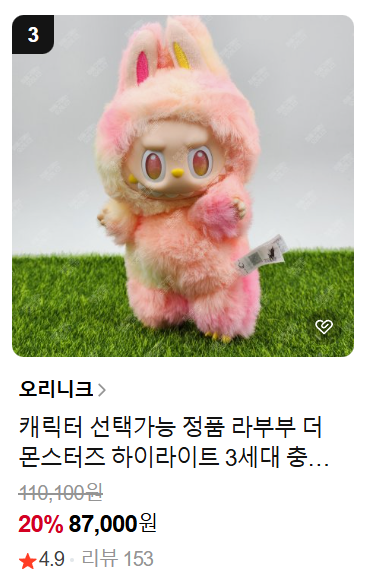 3
오리니크
캐릭터 선택가능 정품 라부부 더
몬스터즈 하이라이트 3세대 충...
110,100원
20% 87,000원
4.9 · 리뷰 153